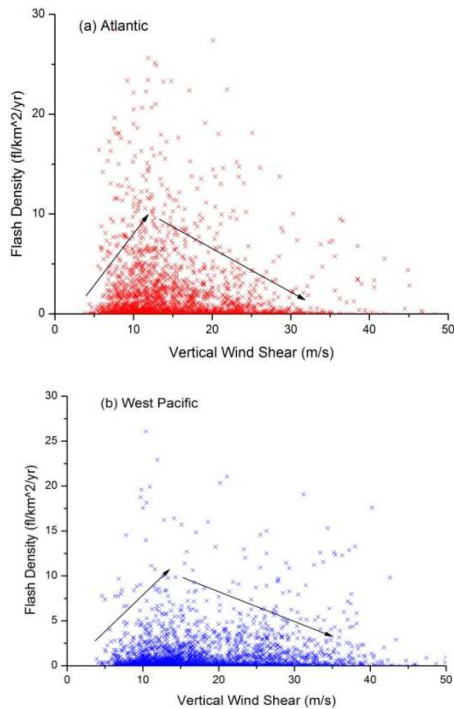 (a) Atlantic
30
20
10
0
Flash Density (fl/km^2/yr)
0 10 20 30 40 50
Vertical Wind Shear (m/s)
(b) West Pacific
30
25
20
15
10
5
0
Flash Density (fl/km^2/yr)
0 10 20 30 40 50
Vertical Wind Shear (m/s)